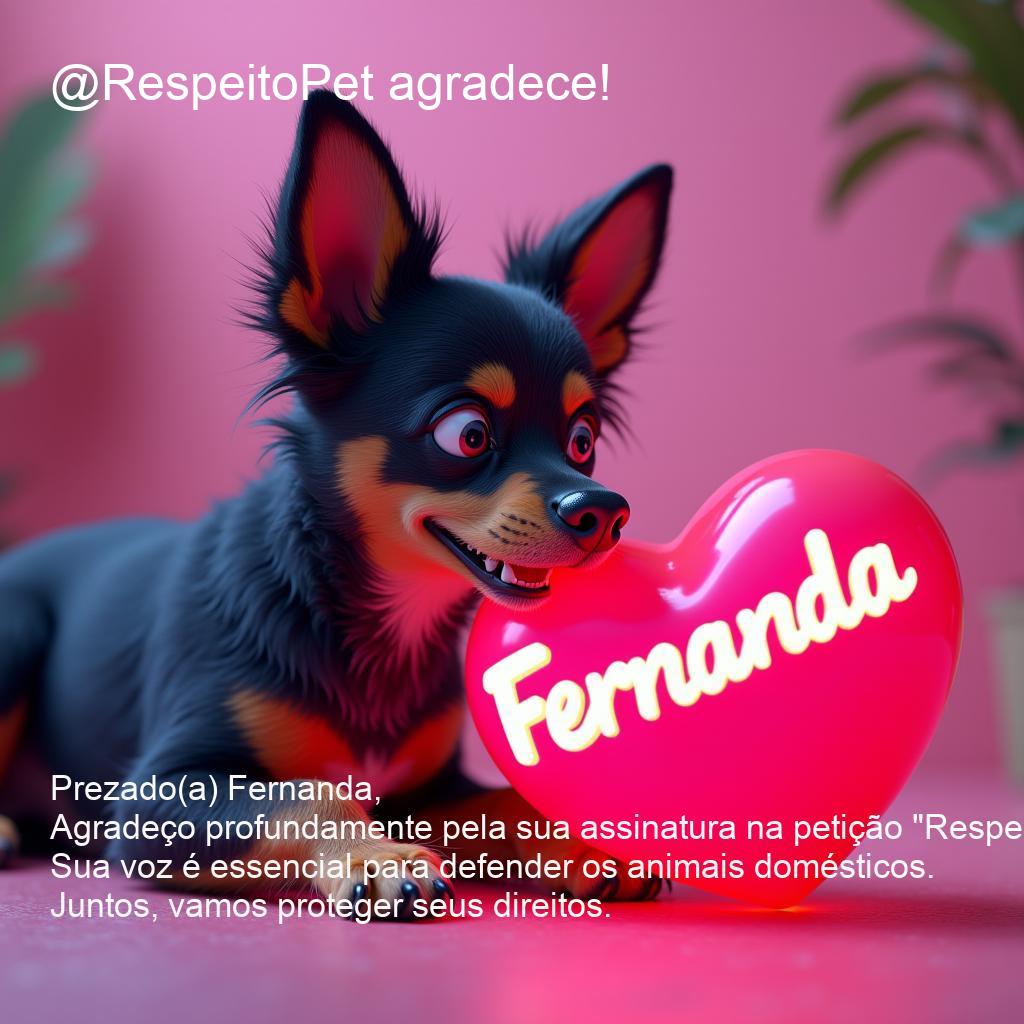 @RespeitoPet agradece!
Fernanda
Prezado(a) Fernanda,
Agradeço profundamente pela sua assinatura na petição "Respe
Sua voz é essencial para defender os animais domésticos.
Juntos, vamos proteger seus direitos.